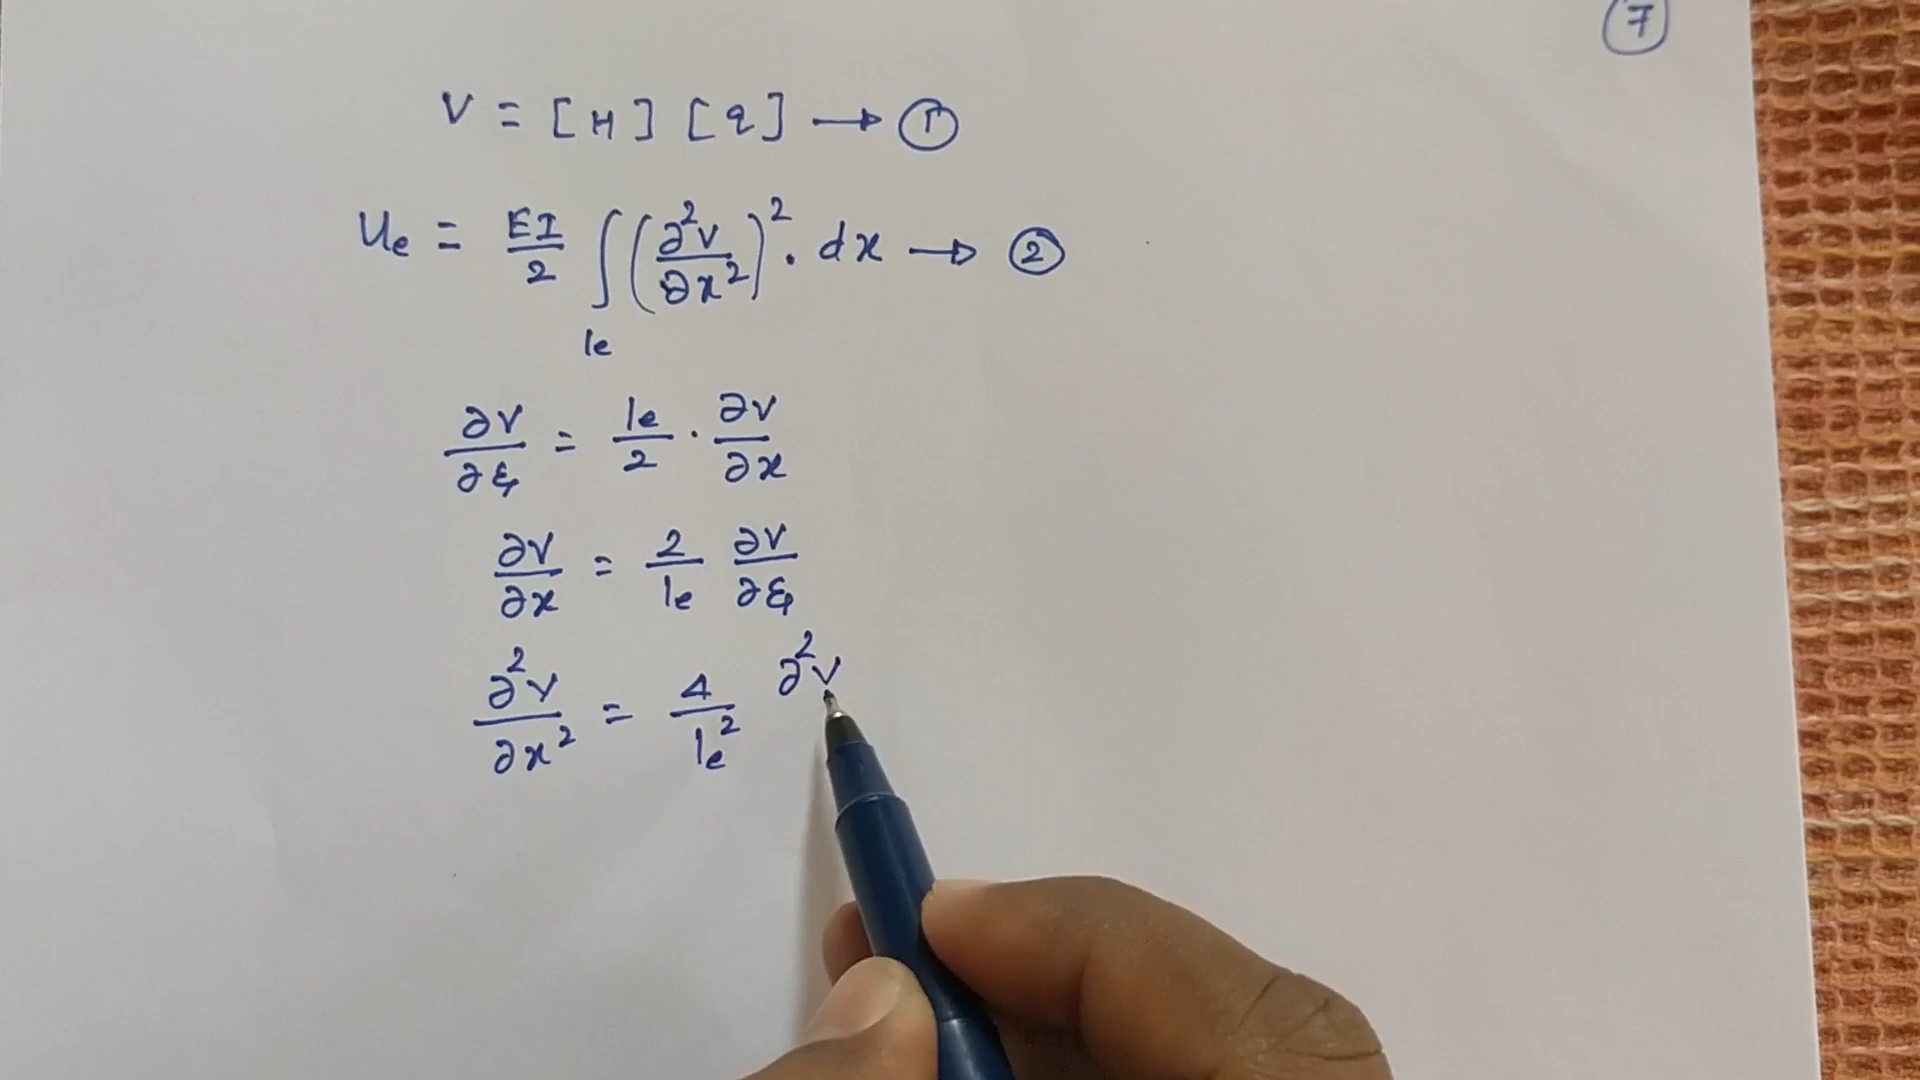 7
V = [H] [q] → ①
Ue = EI/2 ∫le (∂²v/∂x²)² . dx → ②
∂v/∂ξ = le/2 . ∂v/∂x
∂v/∂x = 2/le ∂v/∂ξ
∂²v/∂x² = 4/le² ∂²v